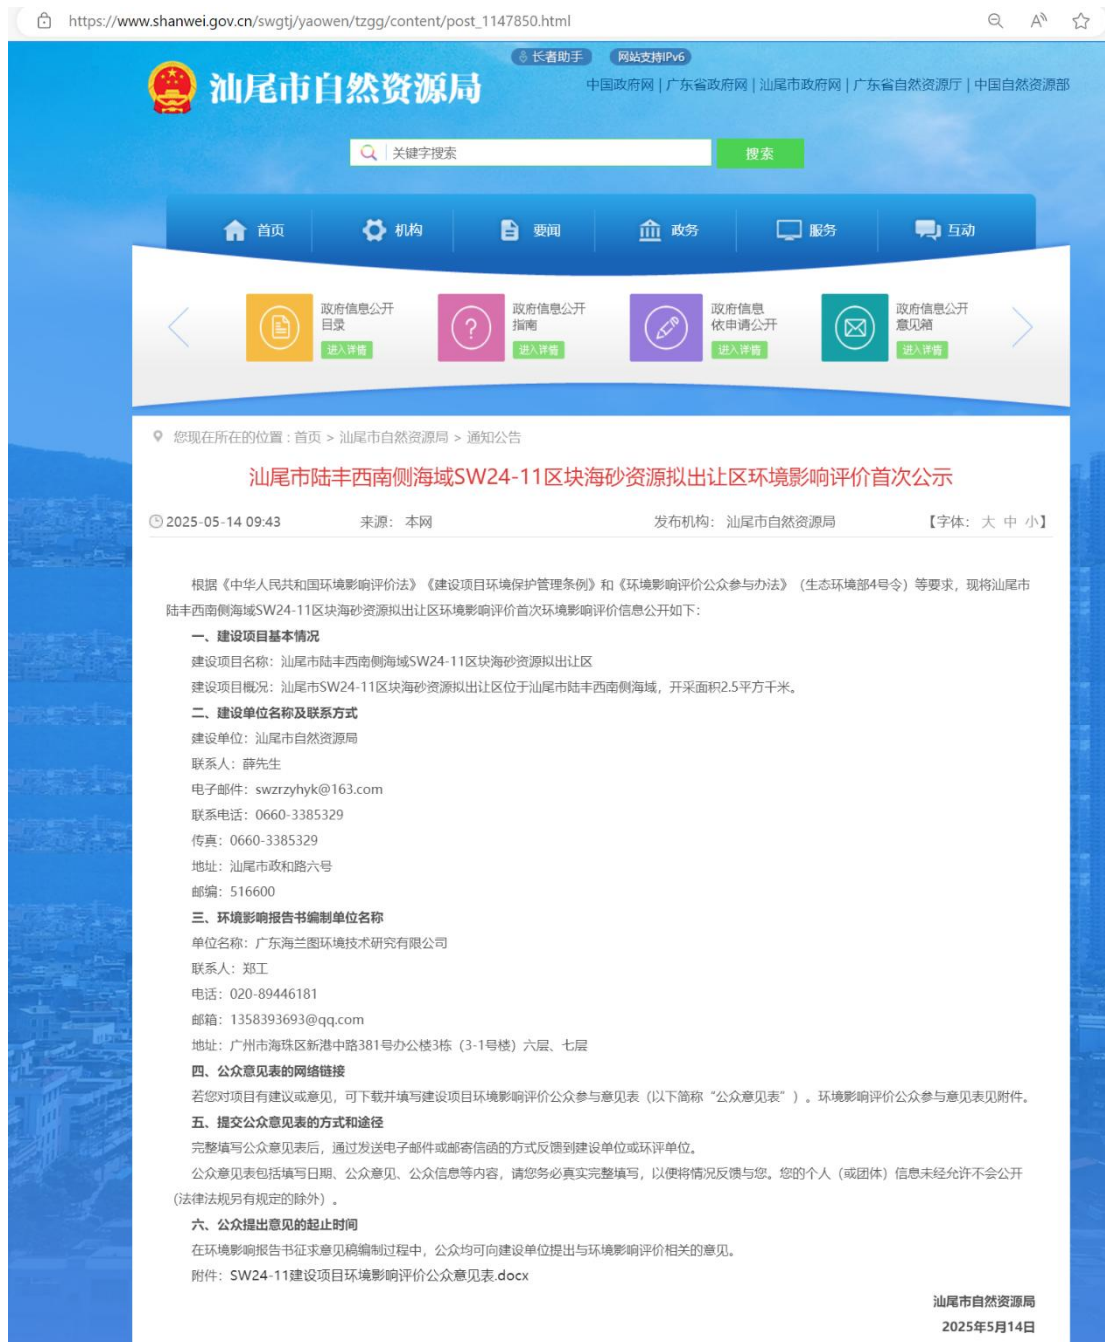 https://www.shanwei.gov.cn/swgtj/yaowen/tzgg/content/post_1147850.html
长者助手 网站支持IPv6
汕尾市自然资源局
中国政府网 | 广东省政府网 | 汕尾市政府网 | 广东省自然资源厅 | 中国自然资源部
关键字搜索 搜索
首页 机构 要闻 政务 服务 互动
政府信息公开
目录
进入详情
政府信息公开
指南
进入详情
政府信息
依申请公开
进入详情
政府信息公开
意见箱
进入详情
您现在所在的位置 : 首页 > 汕尾市自然资源局 > 通知公告
汕尾市陆丰西南侧海域SW24-11区块海砂资源拟出让区环境影响评价首次公示
2025-05-14 09:43 来源: 本网 发布机构: 汕尾市自然资源局 【字体: 大 中 小】
根据《中华人民共和国环境影响评价法》《建设项目环境保护管理条例》和《环境影响评价公众参与办法》（生态环境部4号令）等要求，现将汕尾市
陆丰西南侧海域SW24-11区块海砂资源拟出让区环境影响评价首次环境影响评价信息公开如下：
一、建设项目基本情况
建设项目名称：汕尾市陆丰西南侧海域SW24-11区块海砂资源拟出让区
建设项目概况：汕尾市SW24-11区块海砂资源拟出让区位于汕尾市陆丰西南侧海域，开采面积2.5平方千米。
二、建设单位名称及联系方式
建设单位：汕尾市自然资源局
联系人：薛先生
电子邮件：swzrzyhyk@163.com
联系电话：0660-3385329
传真：0660-3385329
地址：汕尾市政和路六号
邮编：516600
三、环境影响报告书编制单位名称
单位名称：广东海兰图环境技术研究有限公司
联系人：郑工
电话：020-89446181
邮箱：1358393693@qq.com
地址：广州市海珠区新港中路381号办公楼3栋（3-1号楼）六层、七层
四、公众意见表的网络链接
若您对项目有建议或意见，可下载并填写建设项目环境影响评价公众参与意见表（以下简称“公众意见表”）。环境影响评价公众参与意见表见附件。
五、提交公众意见表的方式和途径
完整填写公众意见表后，通过发送电子邮件或邮寄信函的方式反馈到建设单位或环评单位。
公众意见表包括填写日期、公众意见、公众信息等内容，请您务必真实完整填写，以便将情况反馈与您。您的个人（或团体）信息未经允许不会公开
（法律法规另有规定的除外）。
六、公众提出意见的起止时间
在环境影响报告书征求意见稿编制过程中，公众均可向建设单位提出与环境影响评价相关的意见。
附件：SW24-11建设项目环境影响评价公众意见表.docx
汕尾市自然资源局
2025年5月14日